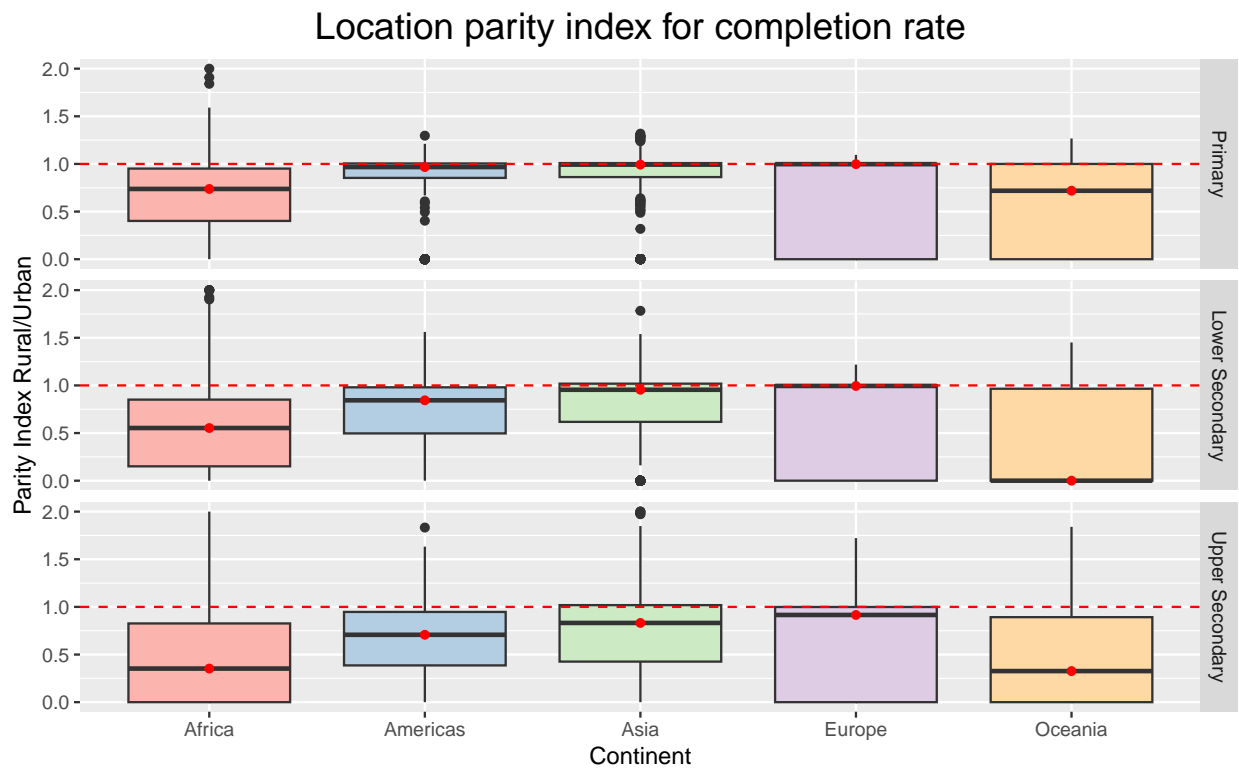 Location parity index for completion rate
Parity Index Rural/Urban
2.0
1.5
1.0
0.5
0.0
Primary
2.0
1.5
1.0
0.5
0.0
Lower Secondary
2.0
1.5
1.0
0.5
0.0
Upper Secondary
Africa Americas Asia Europe Oceania
Continent